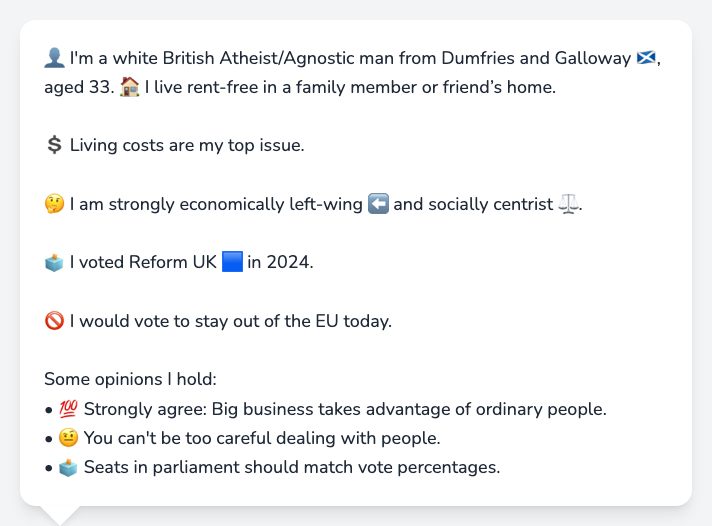 👤 I'm a white British Atheist/Agnostic man from Dumfries and Galloway 🏴󠁧󠁢󠁳󠁣󠁴󠁿,
aged 33. 🏠 I live rent-free in a family member or friend’s home.
💲 Living costs are my top issue.
🤔 I am strongly economically left-wing ⬅️ and socially centrist ⚖️.
🗳️ I voted Reform UK 🟦 in 2024.
🚫 I would vote to stay out of the EU today.
Some opinions I hold:
• 💯 Strongly agree: Big business takes advantage of ordinary people.
• 🤨 You can't be too careful dealing with people.
• 🗳️ Seats in parliament should match vote percentages.